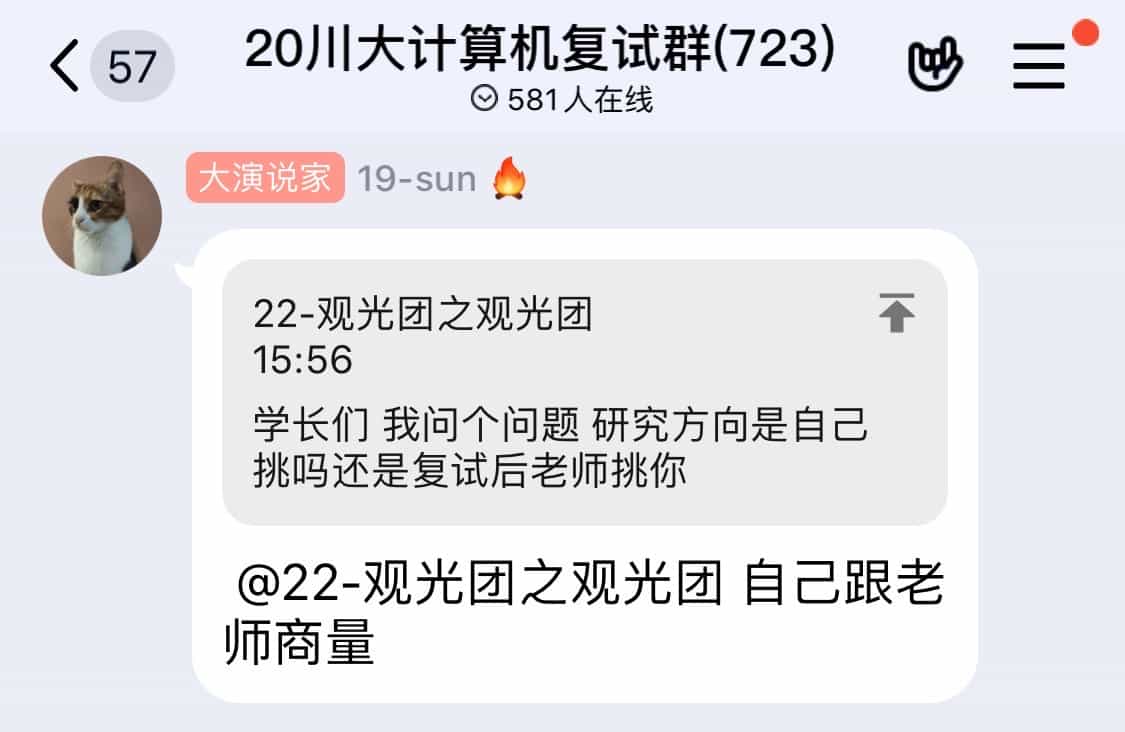 57
20川大计算机复试群(723)
581人在线
大演说家 19-sun🔥
22-观光团之观光团
15:56
学长们 我问个问题 研究方向是自己
挑吗还是复试后老师挑你
@22-观光团之观光团 自己跟老
师商量